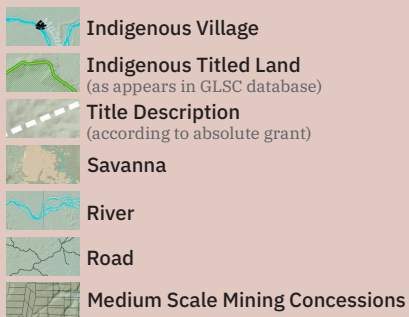 Indigenous Village
Indigenous Titled Land
(as appears in GLSC database)
Title Description
(according to absolute grant)
Savanna
River
Road
Medium Scale Mining Concessions